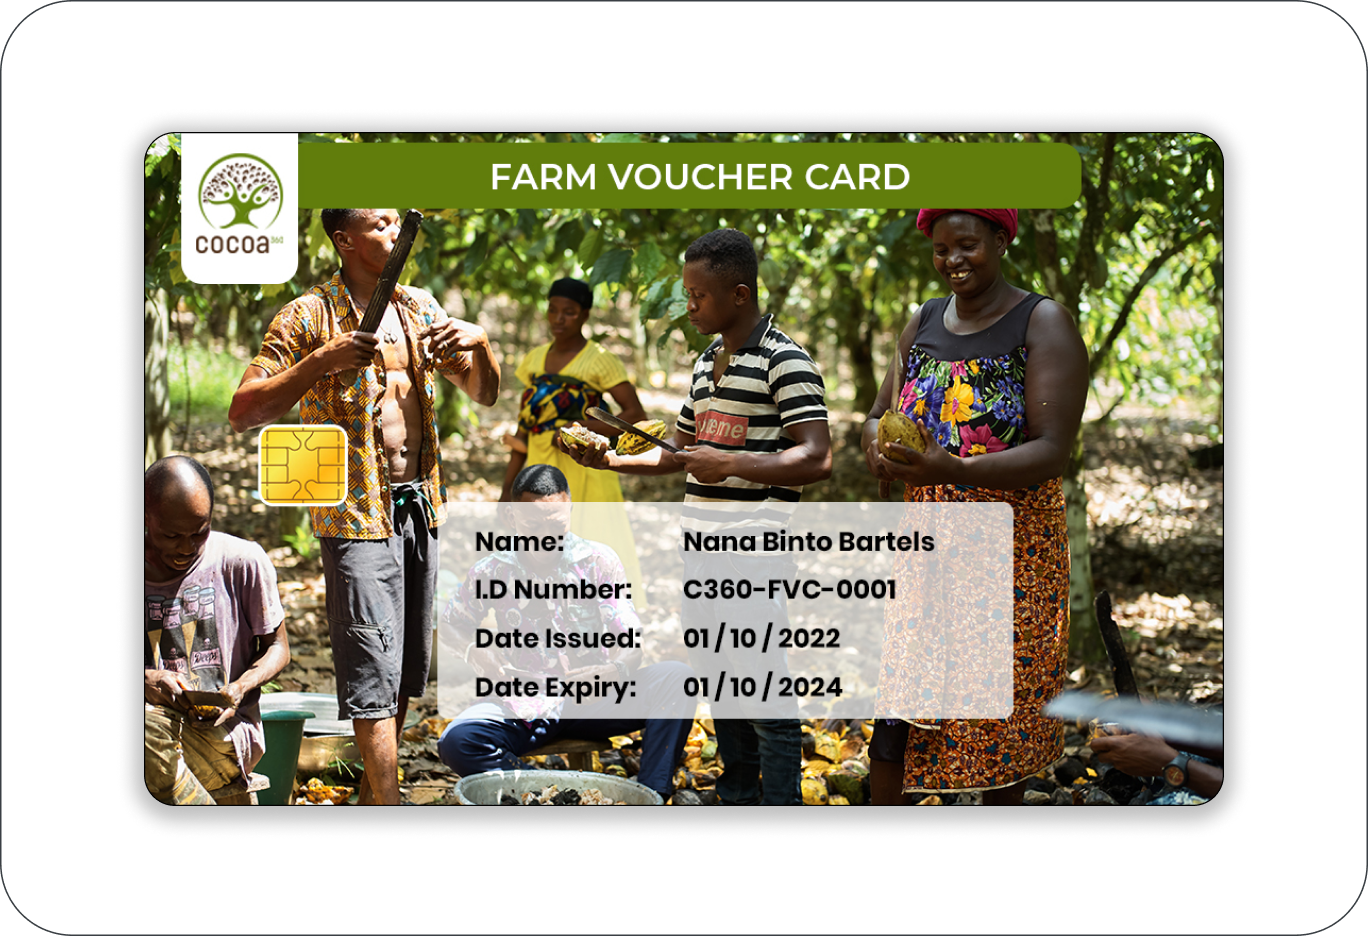 FARM VOUCHER CARD
cocoa360
Name: Nana Binto Bartels
I.D Number: C360-FVC-0001
Date Issued: 01 / 10 / 2022
Date Expiry: 01 / 10 / 2024